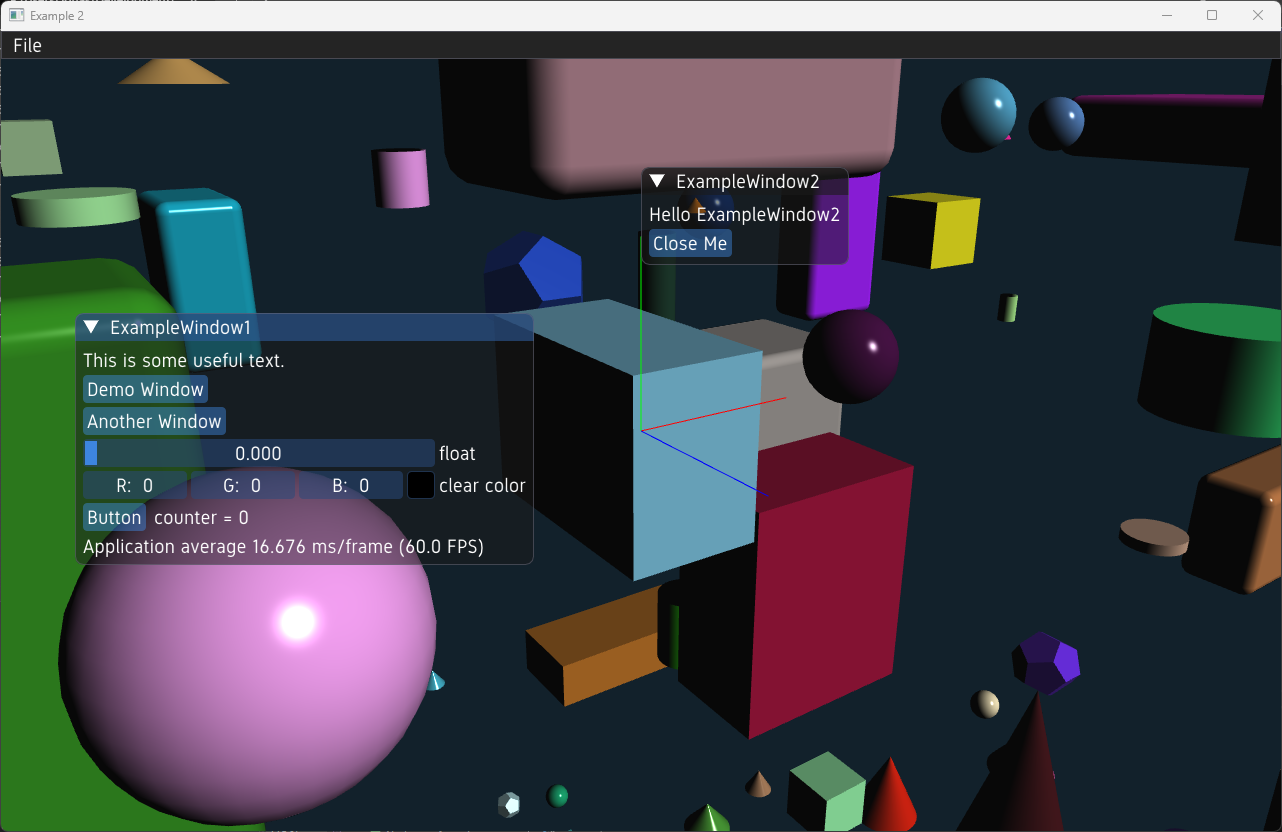 Example 2
File
ExampleWindow2
Hello ExampleWindow2
Close Me
ExampleWindow1
This is some useful text.
Demo Window
Another Window
0.000 float
R: 0 G: 0 B: 0 clear color
Button counter = 0
Application average 16.676 ms/frame (60.0 FPS)